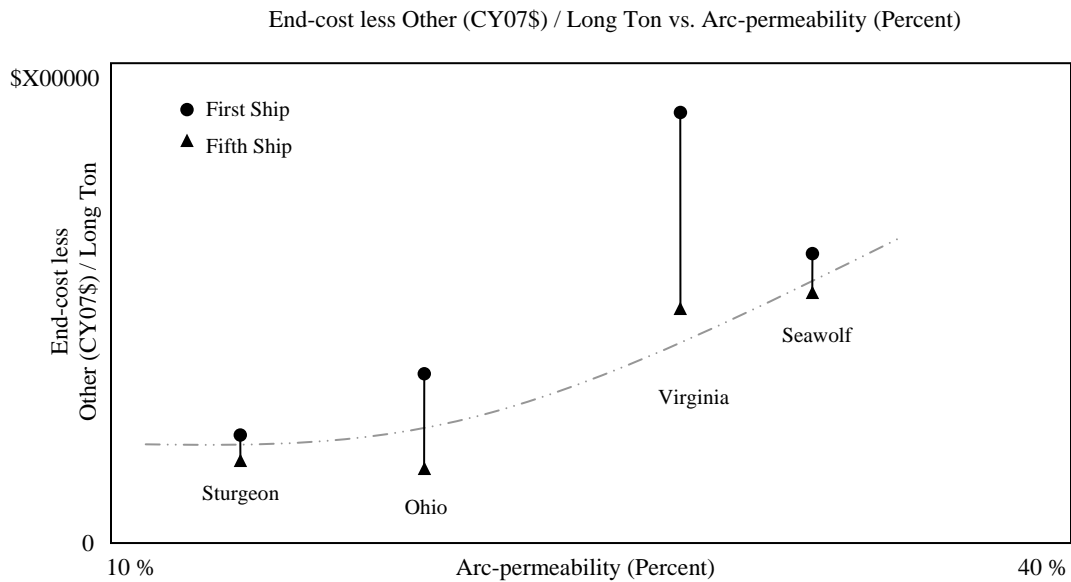 End-cost less Other (CY07$) / Long Ton vs. Arc-permeability (Percent)
$X00000
First Ship
Fifth Ship
End-cost less
Other (CY07$) / Long Ton
Seawolf
Virginia
Sturgeon
Ohio
0
10 %
Arc-permeability (Percent)
40 %